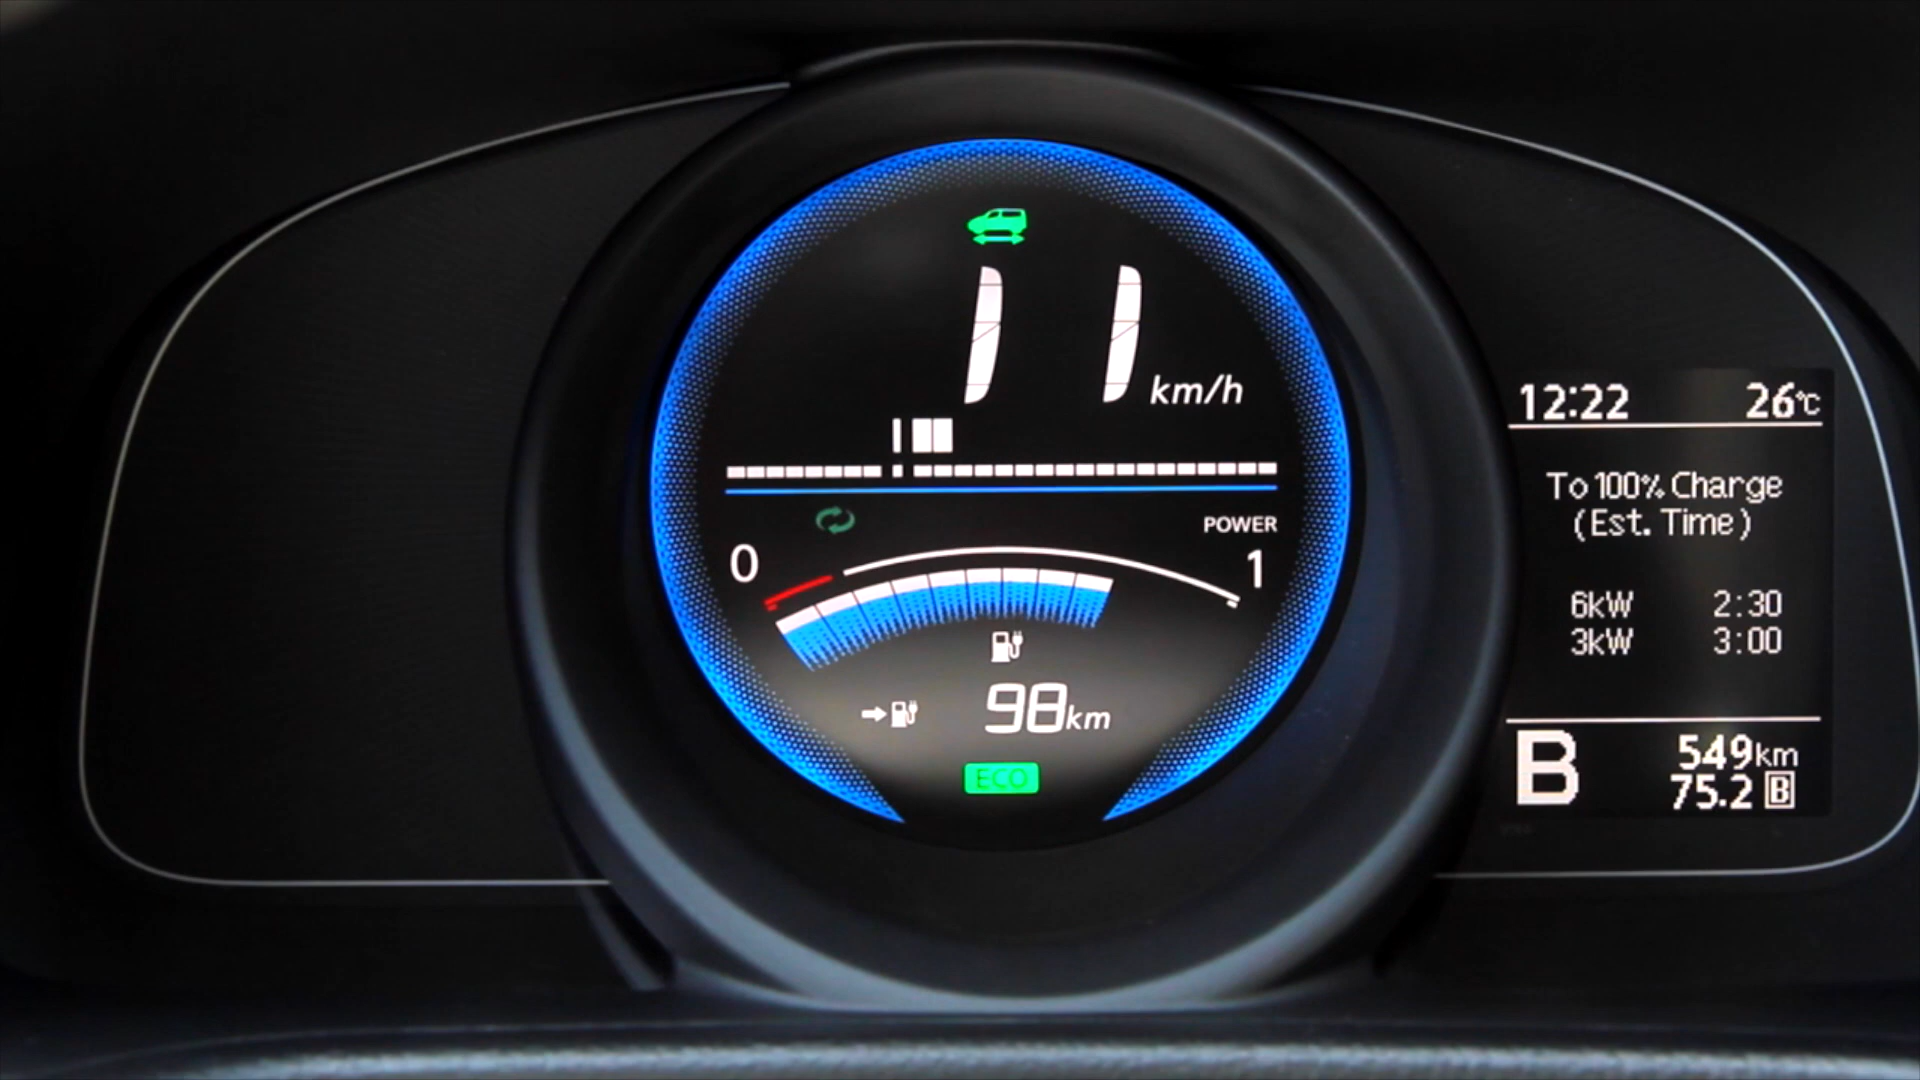 11 km/h
POWER
0 1
98km
ECO
12:22 26℃
To 100% Charge
(Est. Time)
6kW 2:30
3kW 3:00
B 549km
75.2 B